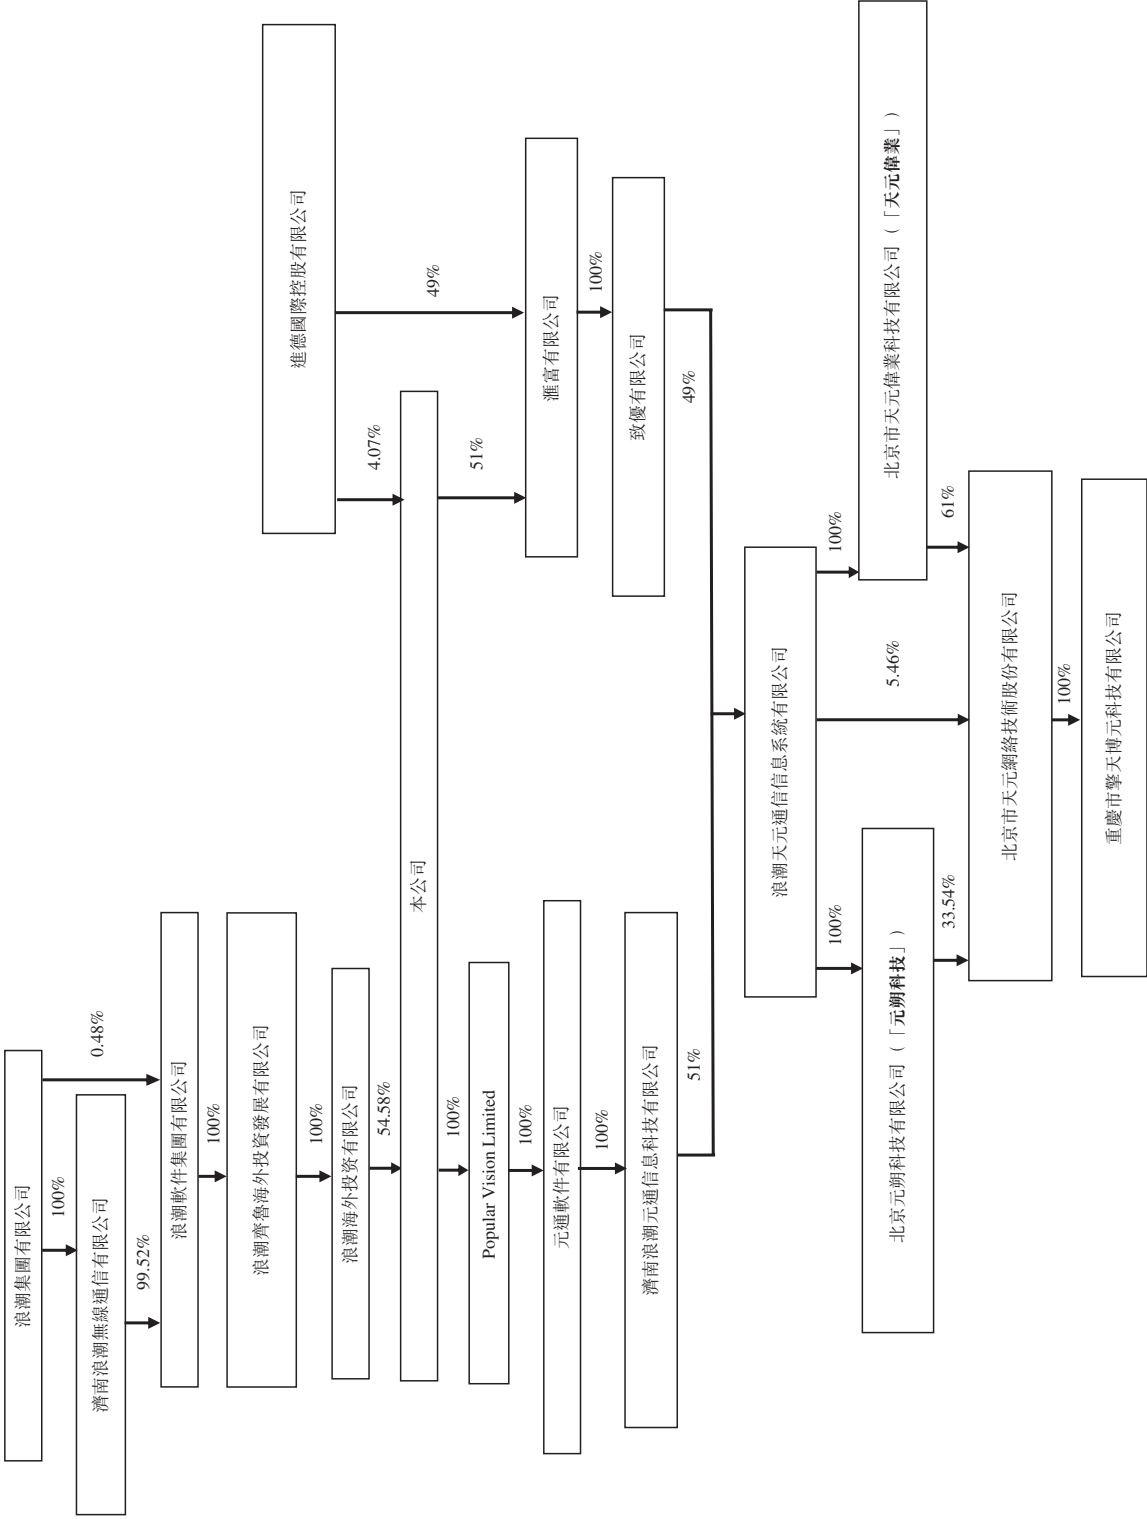 浪潮集團有限公司
100%
濟南浪潮無線通信有限公司
0.48%
99.52%
浪潮軟件集團有限公司
100%
浪潮齊魯海外投資發展有限公司
100%
浪潮海外投资有限公司
54.58%
進德國際控股有限公司
4.07%
49%
本公司
100%
51%
Popular Vision Limited
100%
滙富有限公司
元通軟件有限公司
100%
100%
致優有限公司
濟南浪潮元通信息科技有限公司
51%
49%
浪潮天元通信信息系統有限公司
100%
5.46%
100%
北京元朔科技有限公司（「元朔科技」）
北京市天元偉業科技有限公司（「天元偉業」）
33.54%
61%
北京市天元網絡技術股份有限公司
100%
重慶市擎天博元科技有限公司